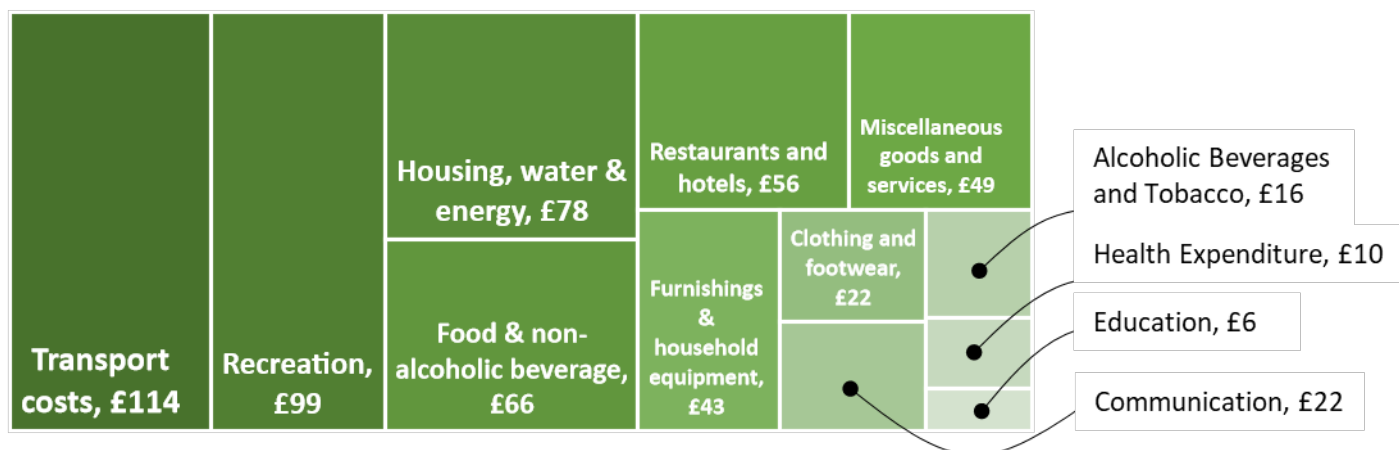 Transport
costs, £114
Recreation,
£99
Housing, water &
energy, £78
Food & non-
alcoholic beverage,
£66
Restaurants and
hotels, £56
Miscellaneous
goods and
services, £49
Furnishings
&
household
equipment,
£43
Clothing and
footwear,
£22
Alcoholic Beverages
and Tobacco, £16
Health Expenditure, £10
Education, £6
Communication, £22